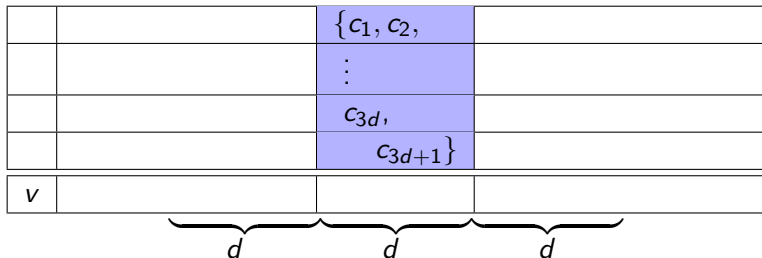 {c₁, c₂,
⋮
c₃d,
c₃d₊₁}
v
d d d